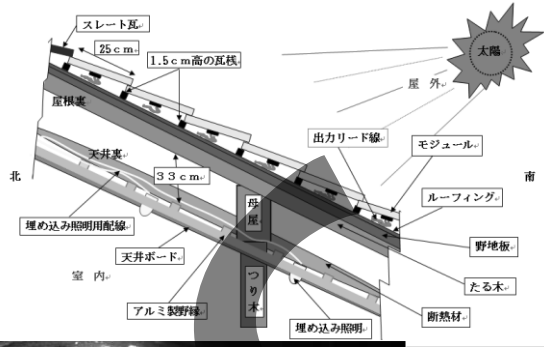 スレート瓦
太陽
25cm
1.5cm高の瓦桟
屋外
屋根裏
出力リード線
モジュール
天井裏
北
33cm
南
ルーフィング
母屋
埋め込み照明用配線
野地板
天井ボード
室内
つり木
たる木
アルミ製野縁
断熱材
埋め込み照明